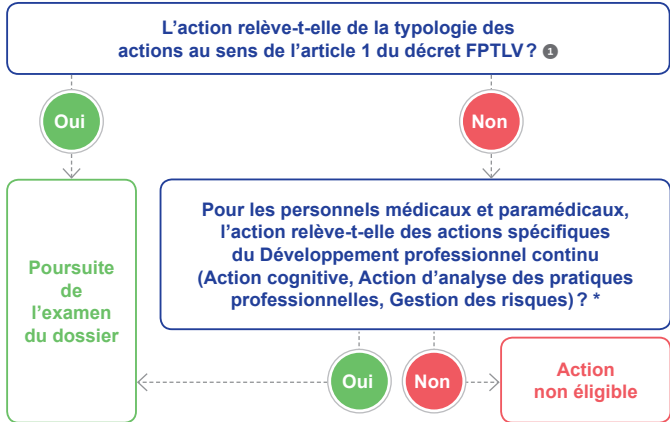 L'action relève-t-elle de la typologie des
actions au sens de l'article 1 du décret FPTLV ? 1
Oui
Non
Poursuite
de
l'examen
du dossier
Pour les personnels médicaux et paramédicaux,
l'action relève-t-elle des actions spécifiques
du Développement professionnel continu
(Action cognitive, Action d'analyse des pratiques
professionnelles, Gestion des risques) ? *
Oui
Non
Action
non éligible